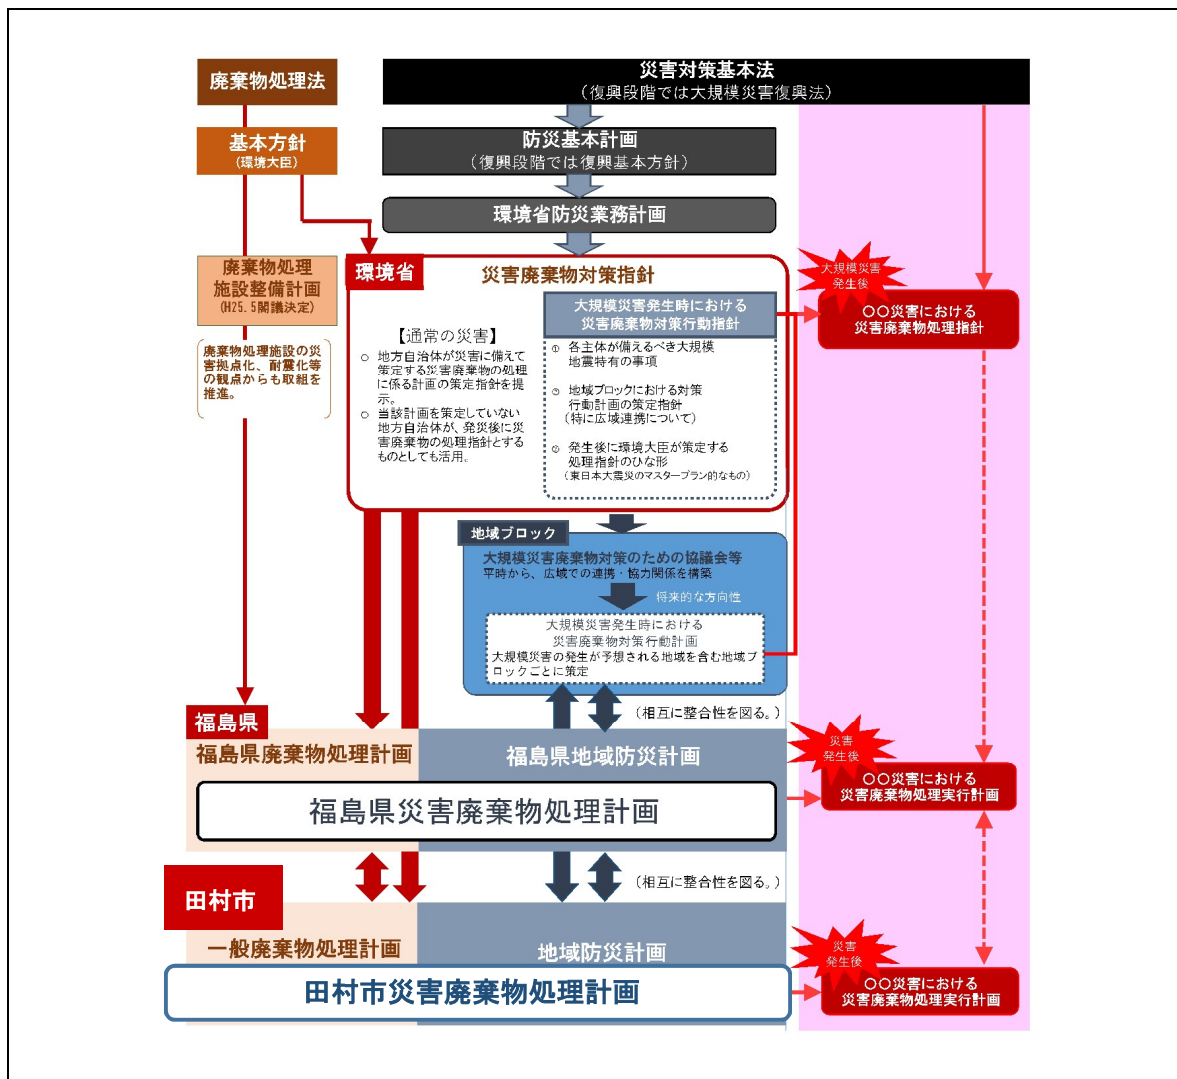 廃棄物処理法
災害対策基本法
(復興段階では大規模災害復興法)
基本方針
(環境大臣)
防災基本計画
(復興段階では復興基本方針)
環境省防災業務計画
環境省
災害廃棄物対策指針
廃棄物処理
施設整備計画
(H25.5閣議決定)
廃棄物処理施設の災
害拠点化、耐震化等
の観点からも取組を
推進。
【通常の災害】
○ 地方自治体が災害に備えて
策定する災害廃棄物の処理
に係る計画の策定指針を提
示。
○ 当該計画を策定していない
地方自治体が、発災後に災
害廃棄物の処理指針とする
ものとしても活用。
大規模災害発生時における
災害廃棄物対策行動指針
① 各主体が備えるべき大規模
地震特有の事項
② 地域ブロックにおける対策
行動計画の策定指針
(特に広域連携について)
② 発生後に環境大臣が策定する
処理指針のひな形
(東日本大震災のマスタープラン的なもの)
大規模災害
発生後
〇〇災害における
災害廃棄物処理指針
地域ブロック
大規模災害廃棄物対策のための協議会等
平時から、広域での連携・協力関係を構築
将来的な方向性
大規模災害発生時における
災害廃棄物対策行動計画
大規模災害の発生が予想される地域を含む地域ブ
ロックごとに策定
(相互に整合性を図る。)
福島県
福島県廃棄物処理計画
福島県地域防災計画
福島県災害廃棄物処理計画
災害
発生後
〇〇災害における
災害廃棄物処理実行計画
(相互に整合性を図る。)
田村市
一般廃棄物処理計画
地域防災計画
田村市災害廃棄物処理計画
災害
発生後
〇〇災害における
災害廃棄物処理実行計画